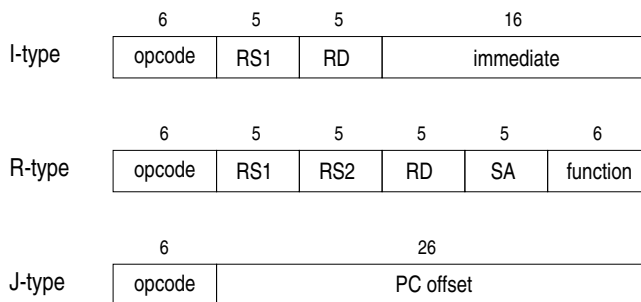 6 5 5 16
I-type opcode RS1 RD immediate
6 5 5 5 5 6
R-type opcode RS1 RS2 RD SA function
6 26
J-type opcode PC offset